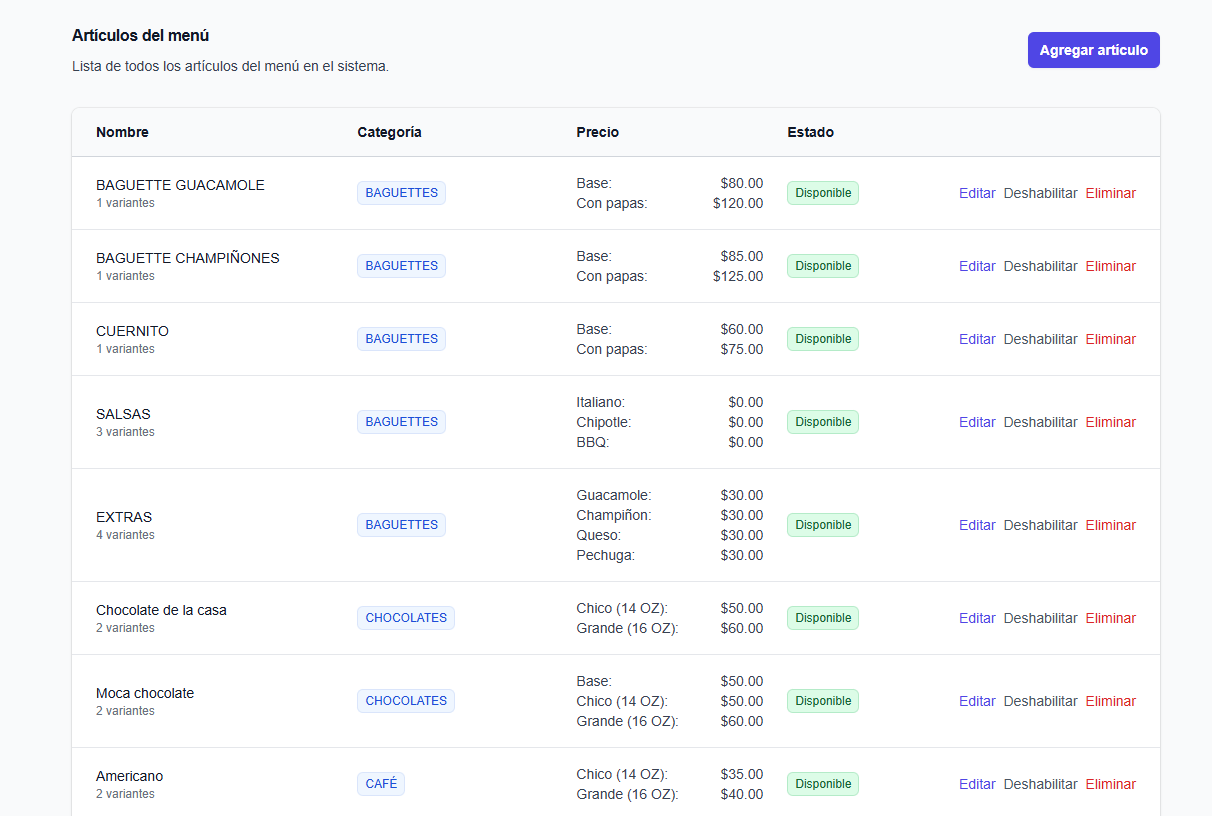 Artículos del menú
Lista de todos los artículos del menú en el sistema.
Agregar artículo
Nombre Categoría Precio Estado
BAGUETTE GUACAMOLE
1 variantes
BAGUETTES
Base: $80.00
Con papas: $120.00
Disponible
Editar Deshabilitar Eliminar
BAGUETTE CHAMPIÑONES
1 variantes
BAGUETTES
Base: $85.00
Con papas: $125.00
Disponible
Editar Deshabilitar Eliminar
CUERNITO
1 variantes
BAGUETTES
Base: $60.00
Con papas: $75.00
Disponible
Editar Deshabilitar Eliminar
SALSAS
3 variantes
BAGUETTES
Italiano: $0.00
Chipotle: $0.00
BBQ: $0.00
Disponible
Editar Deshabilitar Eliminar
EXTRAS
4 variantes
BAGUETTES
Guacamole: $30.00
Champiñon: $30.00
Queso: $30.00
Pechuga: $30.00
Disponible
Editar Deshabilitar Eliminar
Chocolate de la casa
2 variantes
CHOCOLATES
Chico (14 OZ): $50.00
Grande (16 OZ): $60.00
Disponible
Editar Deshabilitar Eliminar
Moca chocolate
2 variantes
CHOCOLATES
Base: $50.00
Chico (14 OZ): $50.00
Grande (16 OZ): $60.00
Disponible
Editar Deshabilitar Eliminar
Americano
2 variantes
CAFÉ
Chico (14 OZ): $35.00
Grande (16 OZ): $40.00
Disponible
Editar Deshabilitar Eliminar